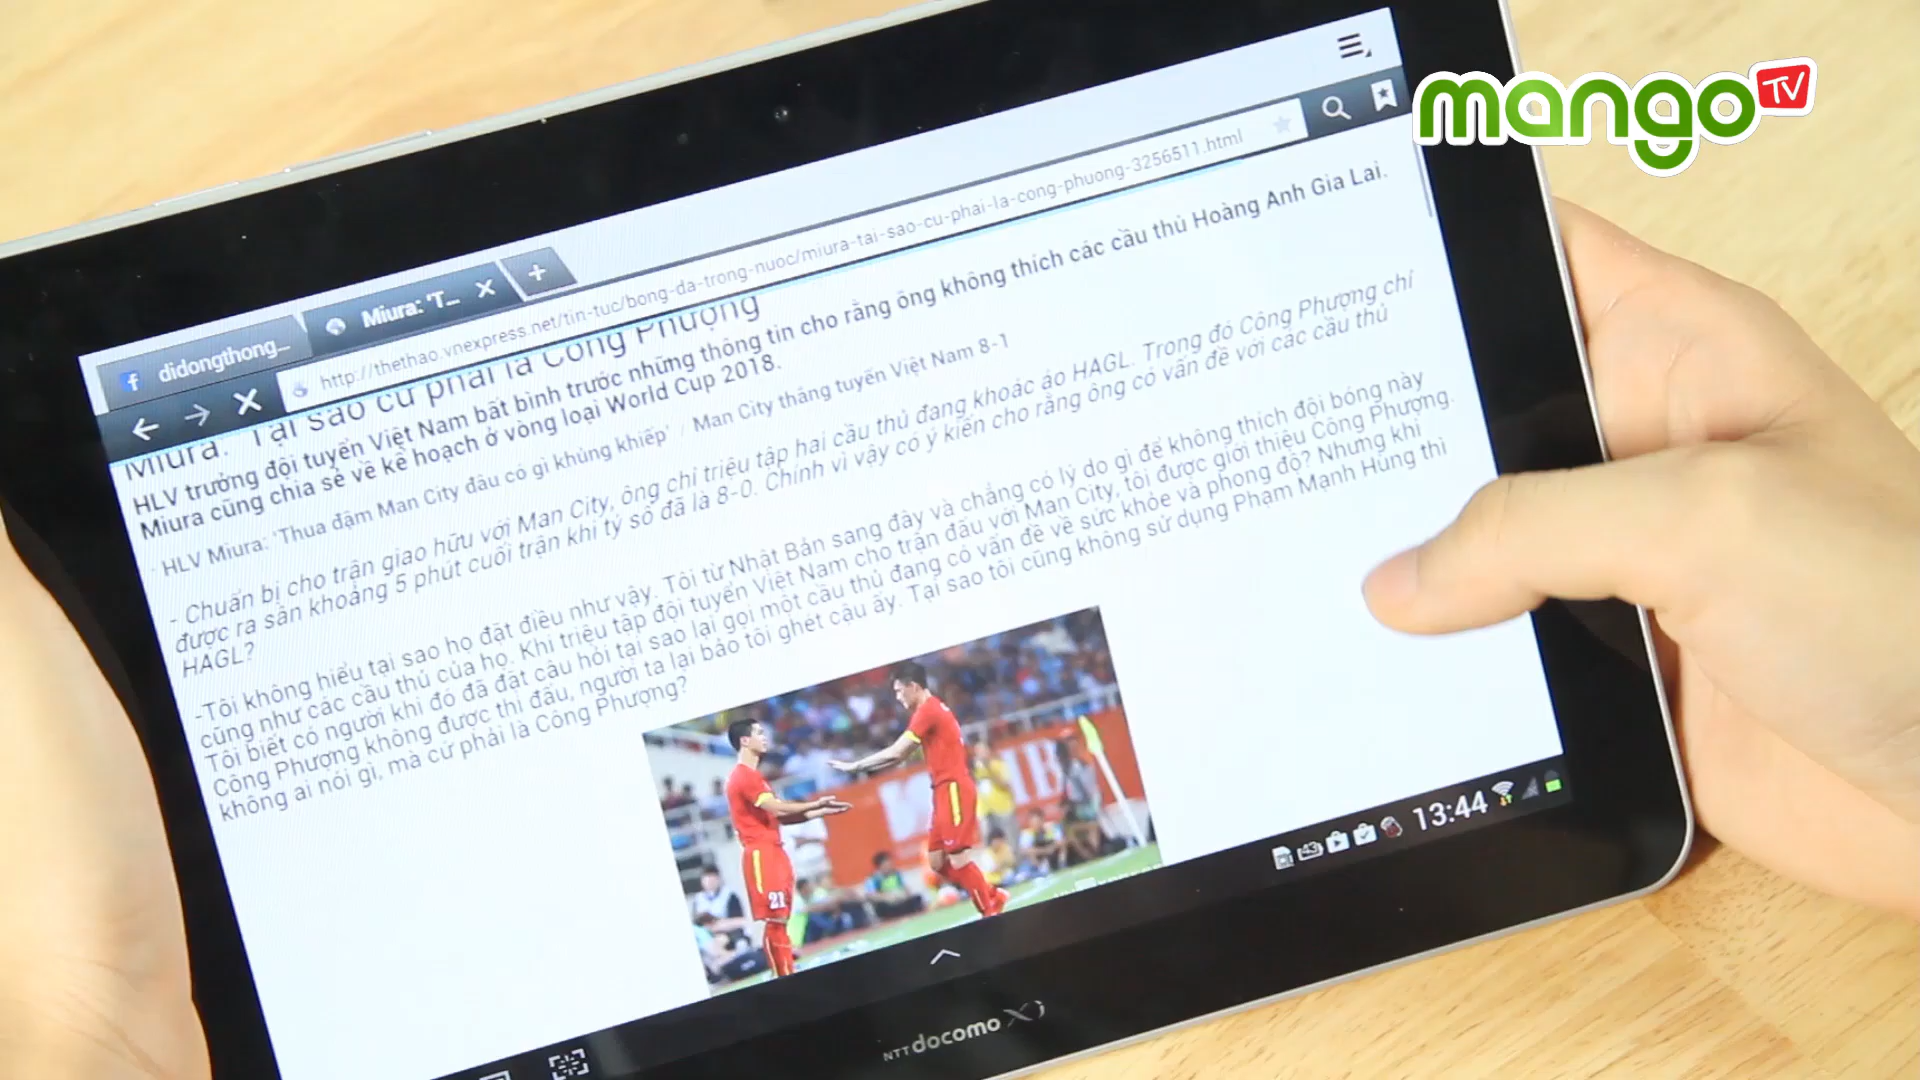 mango TV
didongthong...
Miura: 'T...
http://thethao.vnexpress.net/tin-tuc/bong-da-trong-nuoc/miura-tai-sao-cu-phai-la-cong-phuong-3256511.html
Miura: 'Tại sao cứ phải là Công Phượng
HLV trưởng đội tuyển Việt Nam bất bình trước những thông tin cho rằng ông không thích các cầu thủ Hoàng Anh Gia Lai.
Miura cũng chia sẻ về kế hoạch ở vòng loại World Cup 2018.
HLV Miura: 'Thua đậm Man City đâu có gì khủng khiếp' / Man City thắng tuyển Việt Nam 8-1
- Chuẩn bị cho trận giao hữu với Man City, ông chỉ triệu tập hai cầu thủ đang khoác áo HAGL. Trong đó Công Phượng chỉ
được ra sân khoảng 5 phút cuối trận khi tỷ số đã là 8-0. Chính vì vậy có ý kiến cho rằng ông có vấn đề với các cầu thủ
HAGL?
-Tôi không hiểu tại sao họ đặt điều như vậy. Tôi từ Nhật Bản sang đây và chẳng có lý do gì để không thích đội bóng này
cũng như các cầu thủ của họ. Khi triệu tập đội tuyển Việt Nam cho trận đấu với Man City, tôi được giới thiệu Công Phượng.
Tôi biết có người khi đó đã đặt câu hỏi tại sao lại gọi một cầu thủ đang có vấn đề về sức khỏe và phong độ? Nhưng khi
Công Phượng không được thi đấu, người ta lại bảo tôi ghét cậu ấy. Tại sao tôi cũng không sử dụng Phạm Mạnh Hùng thì
không ai nói gì, mà cứ phải là Công Phượng?
21
43
13:44
NTT docomo Xi